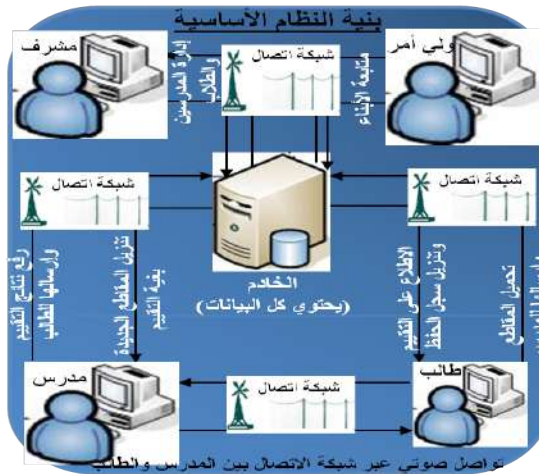 بنية النظام الأساسية
ولي أمر
شبكة اتصال
مشرف
متابعة الأبناء
إدارة المدرسين
والطلاب
شبكة اتصال
شبكة اتصال
الخادم
(يحتوي كل البيانات)
تحميل المقاطع
الاطلاع على التقييم
وتنزيل سجل الحفظ
تنزيل المقاطع الجديدة
بغية التقييم
رفع نتائج التقييم
وإرسالها للطالب
طالب
شبكة اتصال
مدرس
تواصل صوتي عبر شبكة الاتصال بين المدرس والطالب